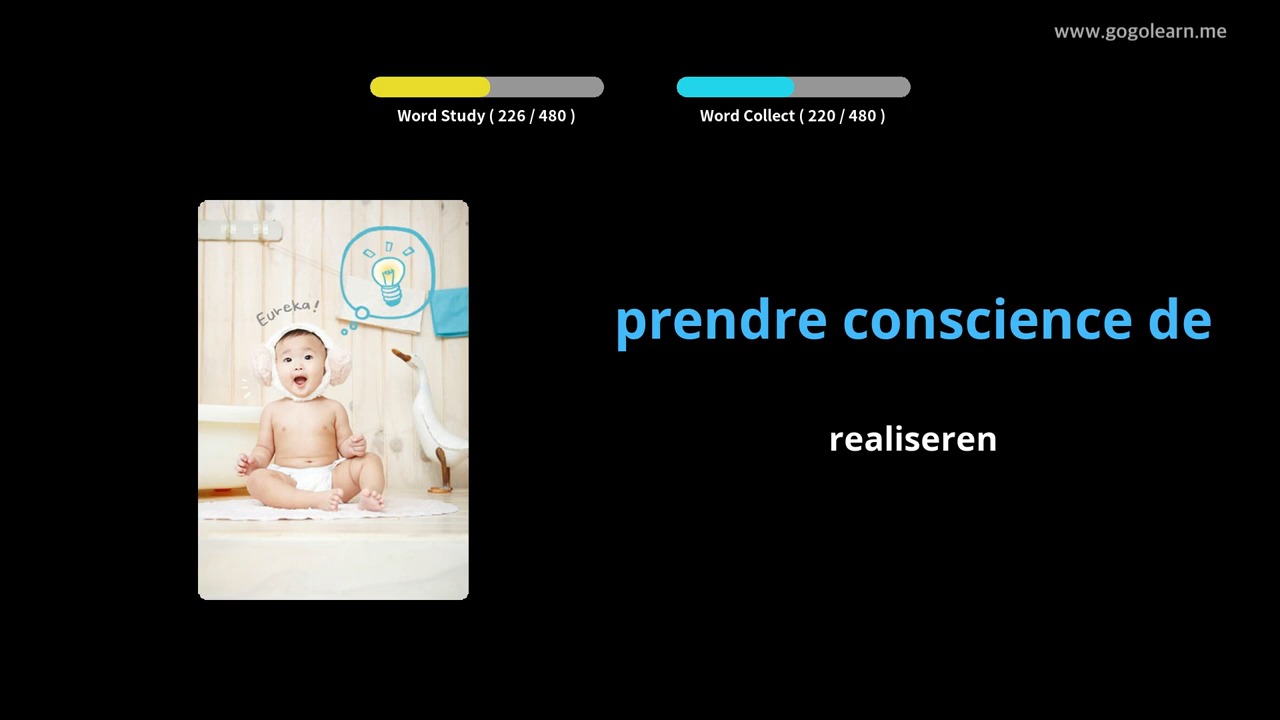 www.gogolearn.me
Word Study ( 226 / 480 )
Word Collect ( 220 / 480 )
Eureka!
prendre conscience de
realiseren